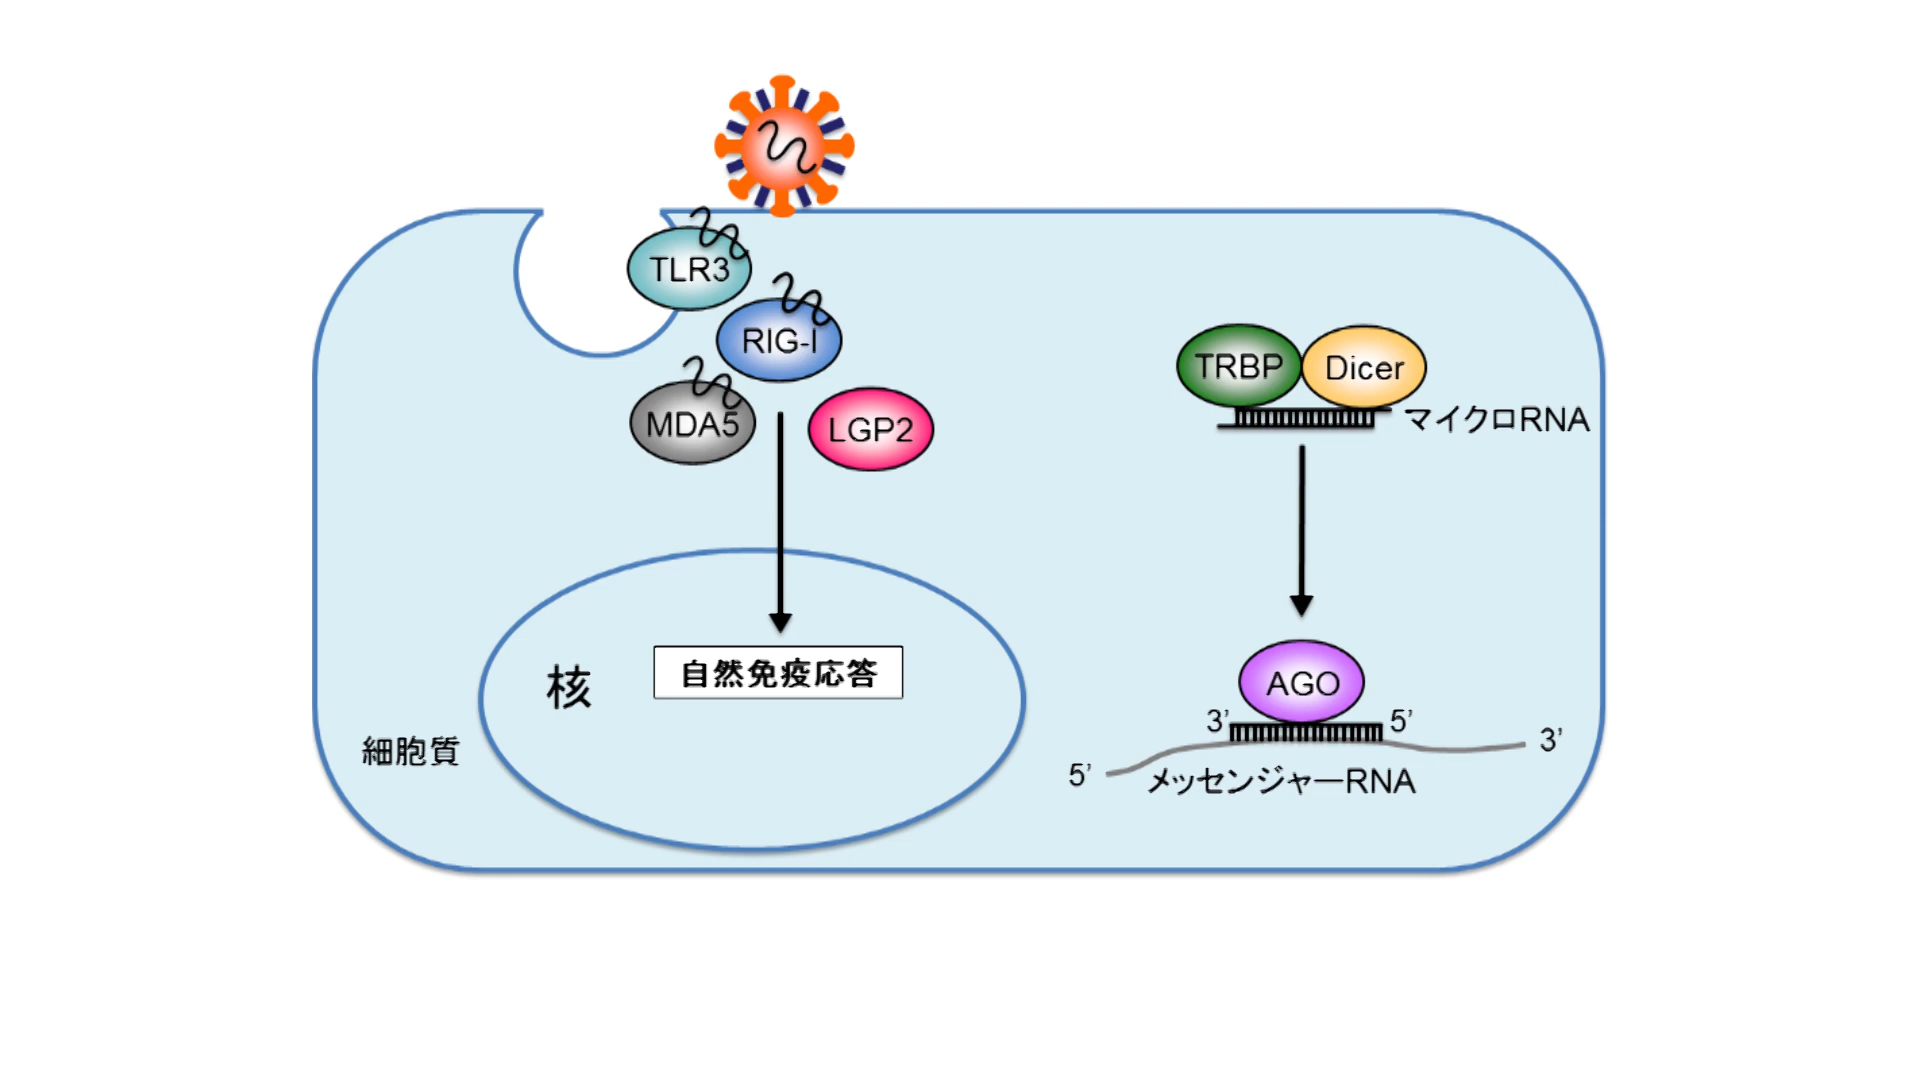 TLR3
RIG-I
MDA5
LGP2
TRBP
Dicer
マイクロRNA
自然免疫応答
核
細胞質
AGO
3’
5’
5’
3’
メッセンジャーRNA